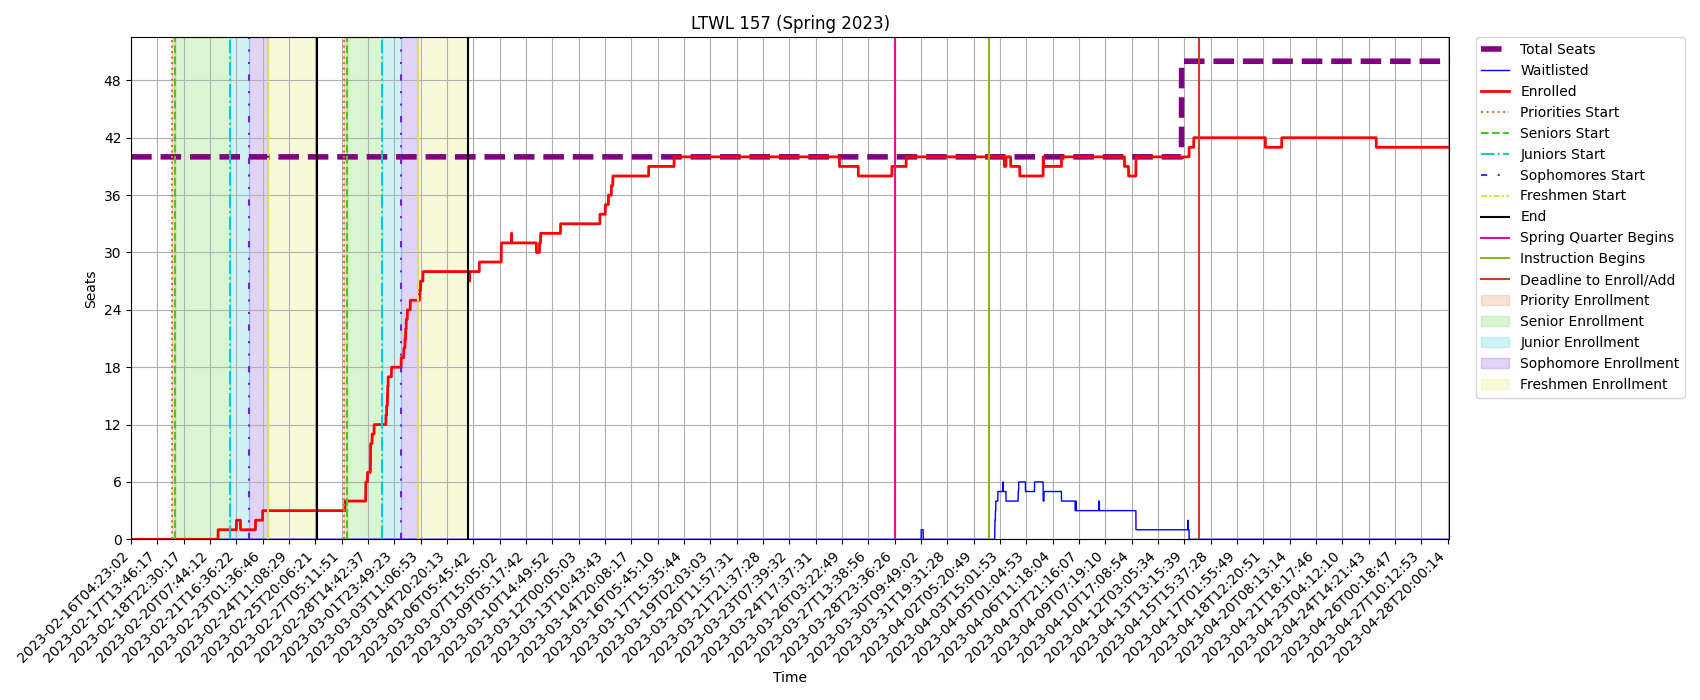 LTWL 157 (Spring 2023)
Seats
48
42
36
30
24
18
12
6
0
2023-02-16T04:23:02
2023-02-17T13:46:17
2023-02-18T22:30:17
2023-02-20T07:44:12
2023-02-21T16:36:22
2023-02-23T01:36:46
2023-02-24T11:08:29
2023-02-25T20:06:21
2023-02-27T05:11:51
2023-02-28T14:42:37
2023-03-01T23:49:23
2023-03-03T11:06:53
2023-03-04T20:20:13
2023-03-06T05:45:42
2023-03-07T15:05:02
2023-03-09T05:17:42
2023-03-10T14:49:52
2023-03-12T00:05:03
2023-03-13T10:43:43
2023-03-14T20:08:17
2023-03-16T05:45:10
2023-03-17T15:35:44
2023-03-19T02:03:03
2023-03-20T11:57:31
2023-03-21T21:37:28
2023-03-23T07:39:32
2023-03-24T17:37:31
2023-03-26T03:22:49
2023-03-27T13:38:56
2023-03-28T23:36:26
2023-03-30T09:49:02
2023-03-31T19:31:28
2023-04-02T05:20:49
2023-04-03T15:01:53
2023-04-05T01:04:53
2023-04-06T11:18:04
2023-04-07T21:16:07
2023-04-09T07:19:10
2023-04-10T17:08:54
2023-04-12T03:05:34
2023-04-13T13:15:39
2023-04-15T15:37:28
2023-04-17T01:55:49
2023-04-18T12:20:51
2023-04-20T08:13:14
2023-04-21T18:17:46
2023-04-23T04:12:10
2023-04-24T14:21:43
2023-04-26T00:18:47
2023-04-27T10:12:53
2023-04-28T20:00:14
Time
Total Seats
Waitlisted
Enrolled
Priorities Start
Seniors Start
Juniors Start
Sophomores Start
Freshmen Start
End
Spring Quarter Begins
Instruction Begins
Deadline to Enroll/Add
Priority Enrollment
Senior Enrollment
Junior Enrollment
Sophomore Enrollment
Freshmen Enrollment